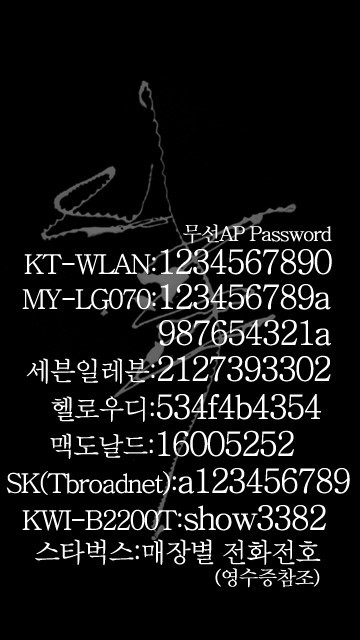 무선AP Password
KT-WLAN:1234567890
MY-LG070:123456789a
987654321a
세븐일레븐:2127393302
헬로우디:534f4b4354
맥도날드:16005252
SK(Tbroadnet):a123456789
KWI-B2200T:show3382
스타벅스:매장별 전화전호
(영수증참조)